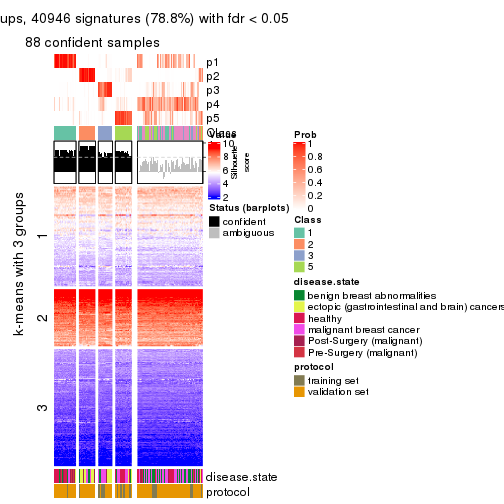 ups, 40946 signatures (78.8%) with fdr < 0.05
88 confident samples
p1
p2
p3
p4
p5
Class
k-means with 3 groups
1
2
3
Silhouette
score
Value
10
8
6
4
2
Status (barplots)
confident
ambiguous
Prob
1
0.8
0.6
0.4
0.2
0
Class
1
2
3
5
disease.state
benign breast abnormalities
ectopic (gastrointestinal and brain) cancers
healthy
malignant breast cancer
Post-Surgery (malignant)
Pre-Surgery (malignant)
protocol
training set
validation set
disease.state
protocol